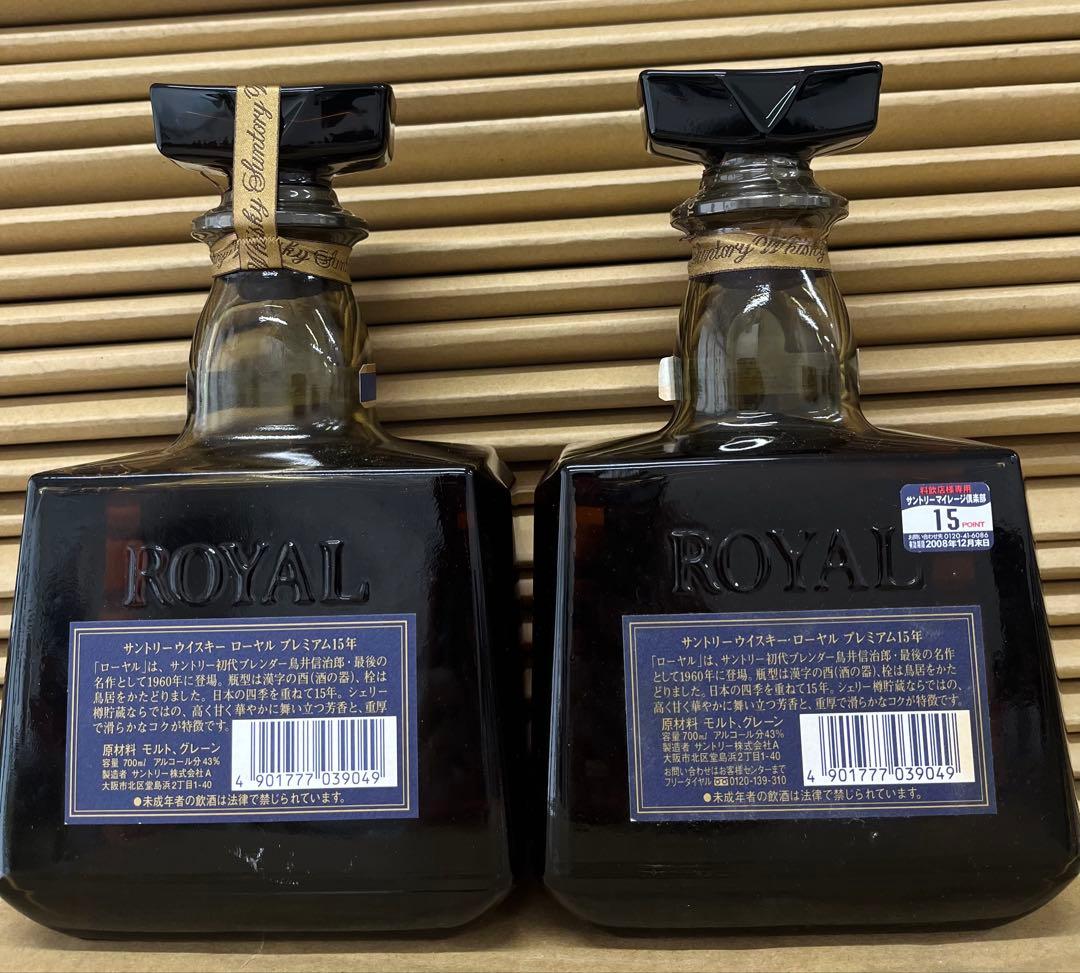 Whisky Suntory W
Whisky
ky Sun
ROYAL
サントリーウイスキー ローヤル プレミアム15年
「ローヤル」は、サントリー初代ブレンダー鳥井信治郎・最後の
名作として1960年に登場。瓶型は漢字の酉(酒の器)、栓は
鳥居をかたどりました。日本の四季を重ねて15年。シェリー
樽貯蔵ならではの、高く甘く華やかに舞い立つ芳香と、重厚
で滑らかなコクが特徴です。
原材料 モルト、グレーン
容量 700㎖ アルコール分43%
製造者 サントリー株式会社 A
大阪市北区堂島浜2丁目1-40
4 901777 039049
●未成年者の飲酒は法律で禁じられています。
Suntory Whisky
料飲店様専用
サントリーマイレージ倶楽部
15 POINT
お問い合わせ先 0120-41-6086
有効期限 2008年12月末日
ROYAL
サントリーウイスキー・ローヤル プレミアム15年
「ローヤル」は、サントリー初代ブレンダー鳥井信治郎・最後の名作
として1960年に登場。瓶型は漢字の酉(酒の器)、栓は鳥居をかた
どりました。日本の四季を重ねて15年。シェリー樽貯蔵ならではの、
高く甘く華やかに舞い立つ芳香と、重厚で滑らかなコクが特徴です。
原材料 モルト、グレーン
容量 700㎖ アルコール分43%
製造者 サントリー株式会社A
大阪市北区堂島浜2丁目1-40
お問い合わせはお客様センターまで
フリーダイヤル 0120-139-310
4 901777 039049
●未成年者の飲酒は法律で禁じられています。